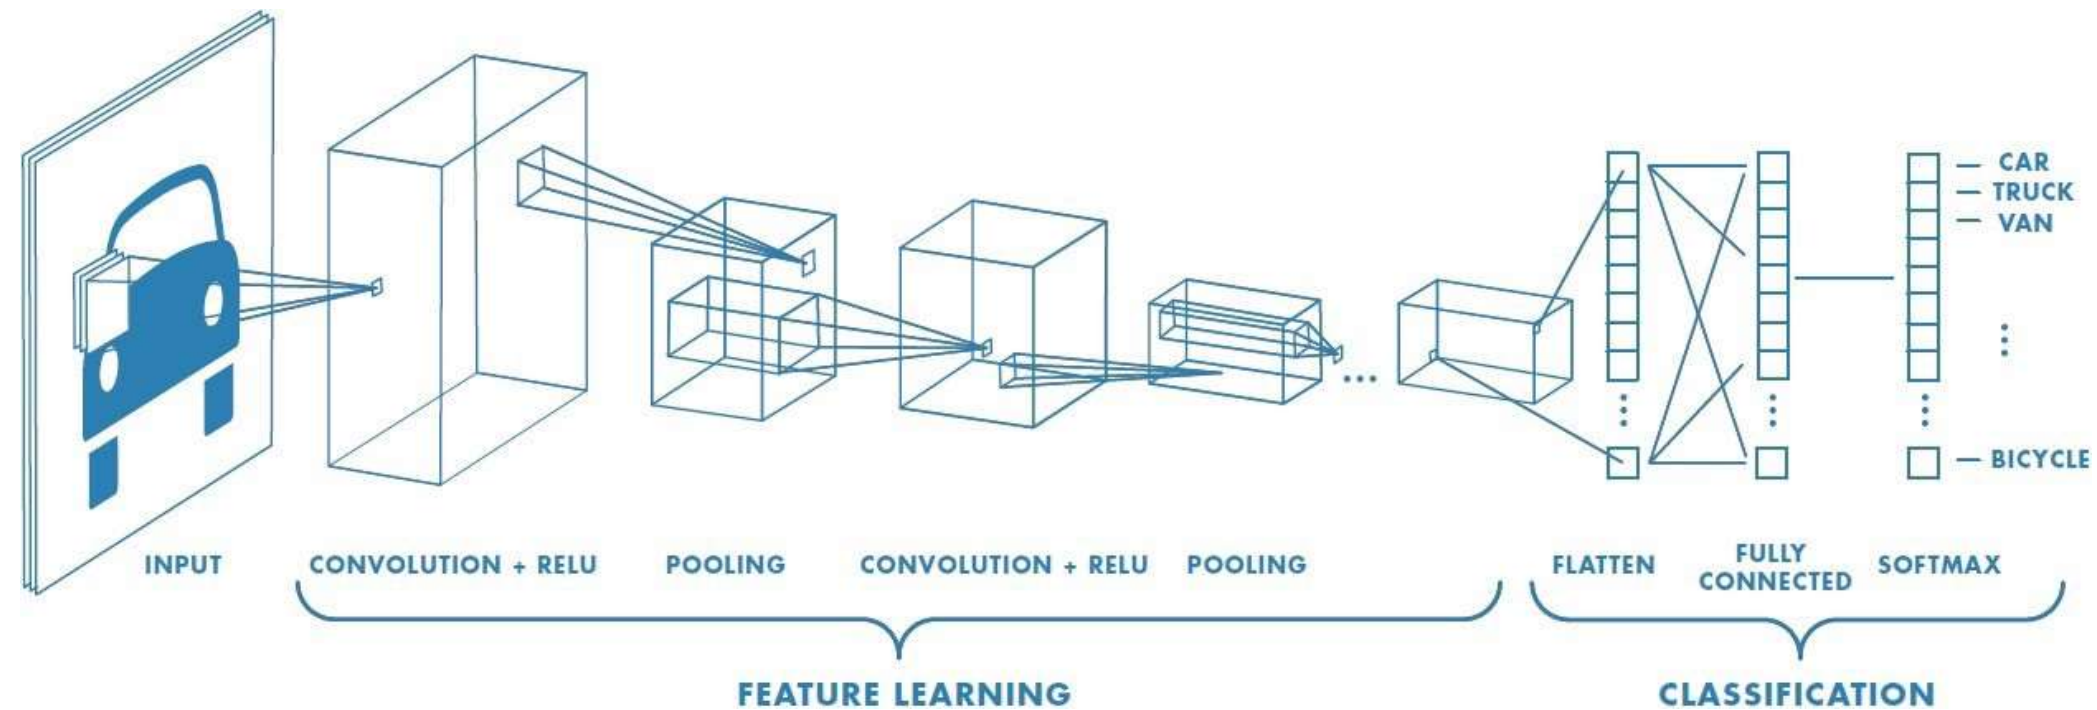 CAR
TRUCK
VAN
BICYCLE
INPUT
CONVOLUTION + RELU
POOLING
CONVOLUTION + RELU
POOLING
FLATTEN
FULLY
CONNECTED
SOFTMAX
FEATURE LEARNING
CLASSIFICATION